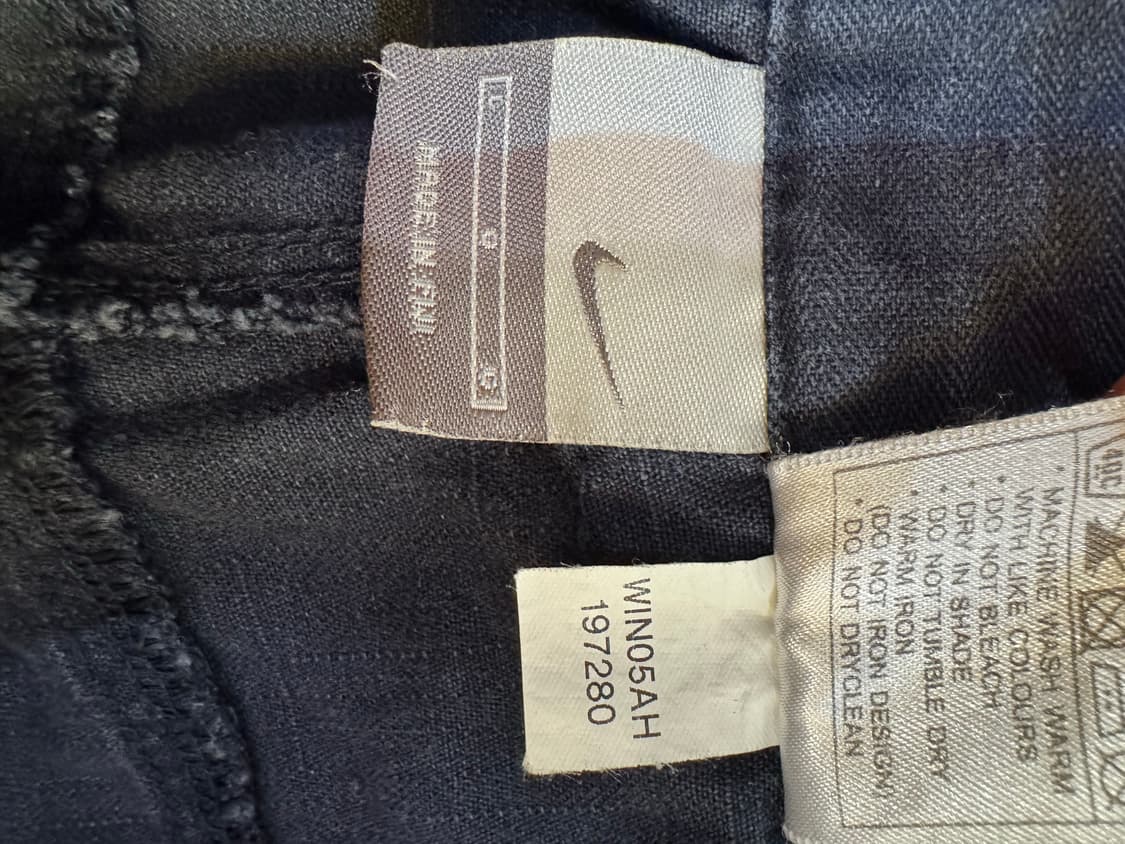 MADE IN
WIN05AH
197280
• MACHINE WASH WARM
WITH LIKE COLOURS
• DO NOT BLEACH
• DRY IN SHADE
• DO NOT TUMBLE DRY
• WARM IRON
(DO NOT IRON DESIGN)
• DO NOT DRYCLEAN